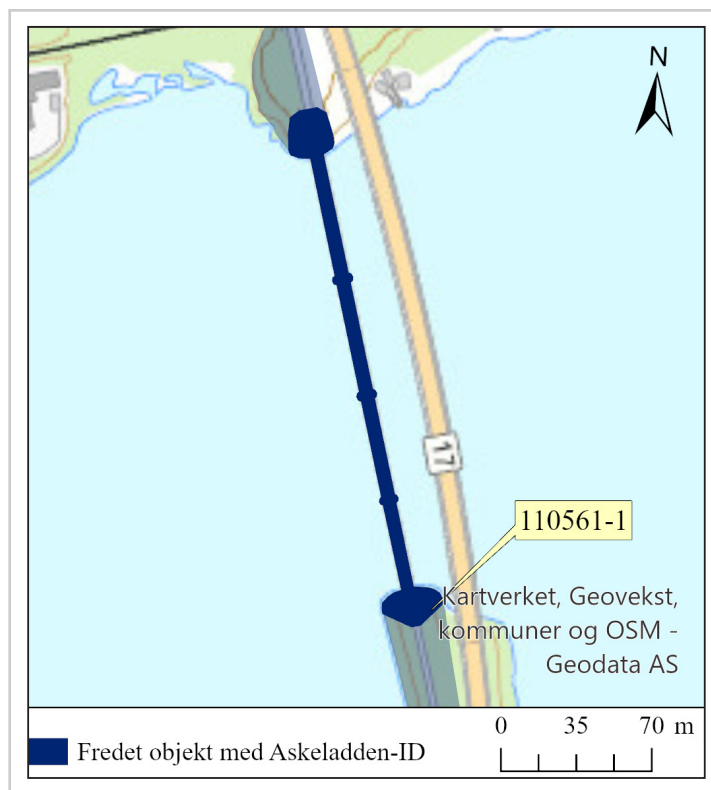 N
17
110561-1
Kartverket, Geovekst,
kommuner og OSM -
Geodata AS
0 35 70 m
Fredet objekt med Askeladden-ID